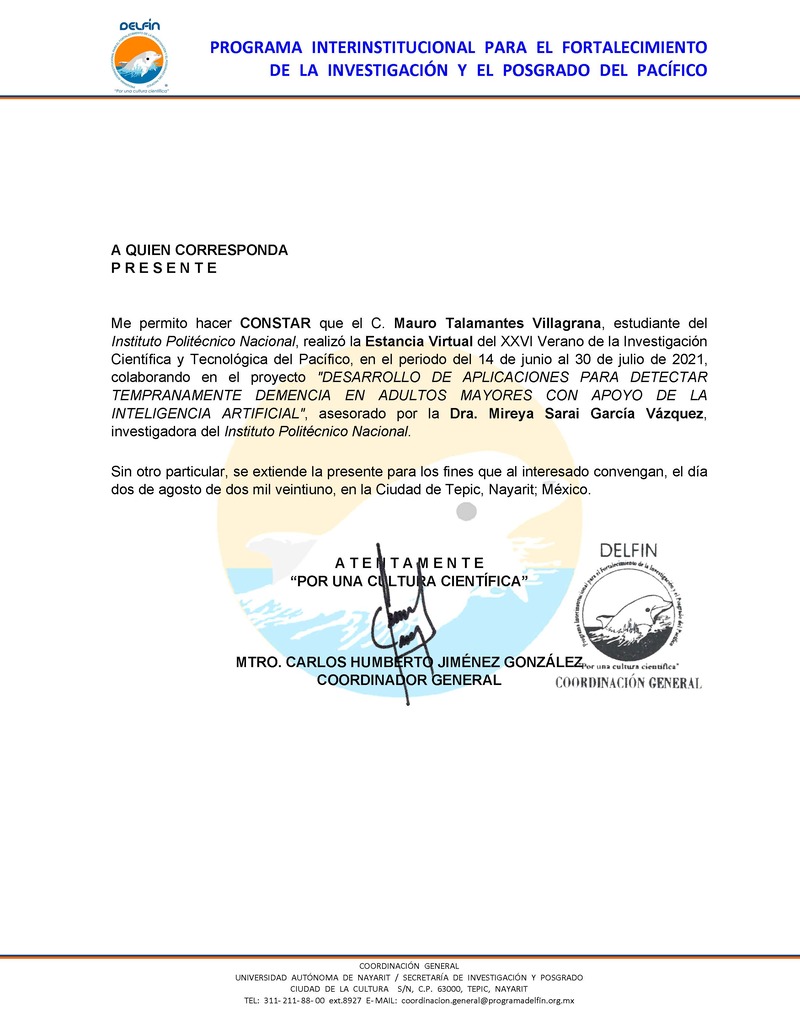 DELFÍN
"Por una cultura científica"
PROGRAMA INTERINSTITUCIONAL PARA EL FORTALECIMIENTO
DE LA INVESTIGACIÓN Y EL POSGRADO DEL PACÍFICO
A QUIEN CORRESPONDA
P R E S E N T E
Me permito hacer CONSTAR que el C. Mauro Talamantes Villagrana, estudiante del
Instituto Politécnico Nacional, realizó la Estancia Virtual del XXVI Verano de la Investigación
Científica y Tecnológica del Pacífico, en el periodo del 14 de junio al 30 de julio de 2021,
colaborando en el proyecto "DESARROLLO DE APLICACIONES PARA DETECTAR
TEMPRANAMENTE DEMENCIA EN ADULTOS MAYORES CON APOYO DE LA
INTELIGENCIA ARTIFICIAL", asesorado por la Dra. Mireya Sarai García Vázquez,
investigadora del Instituto Politécnico Nacional.
Sin otro particular, se extiende la presente para los fines que al interesado convengan, el día
dos de agosto de dos mil veintiuno, en la Ciudad de Tepic, Nayarit; México.
A T E N T A M E N T E
“POR UNA CULTURA CIENTÍFICA”
MTRO. CARLOS HUMBERTO JIMÉNEZ GONZÁLEZ
COORDINADOR GENERAL
DELFIN
Programa Interinstitucional para el Fortalecimiento de la Investigación y el Posgrado del Pacífico
"Por una cultura científica"
COORDINACIÓN GENERAL
COORDINACIÓN GENERAL
UNIVERSIDAD AUTÓNOMA DE NAYARIT / SECRETARÍA DE INVESTIGACIÓN Y POSGRADO
CIUDAD DE LA CULTURA S/N, C.P. 63000, TEPIC, NAYARIT
TEL: 311- 211- 88- 00 ext.8927 E- MAIL: coordinacion.general@programadelfin.org.mx